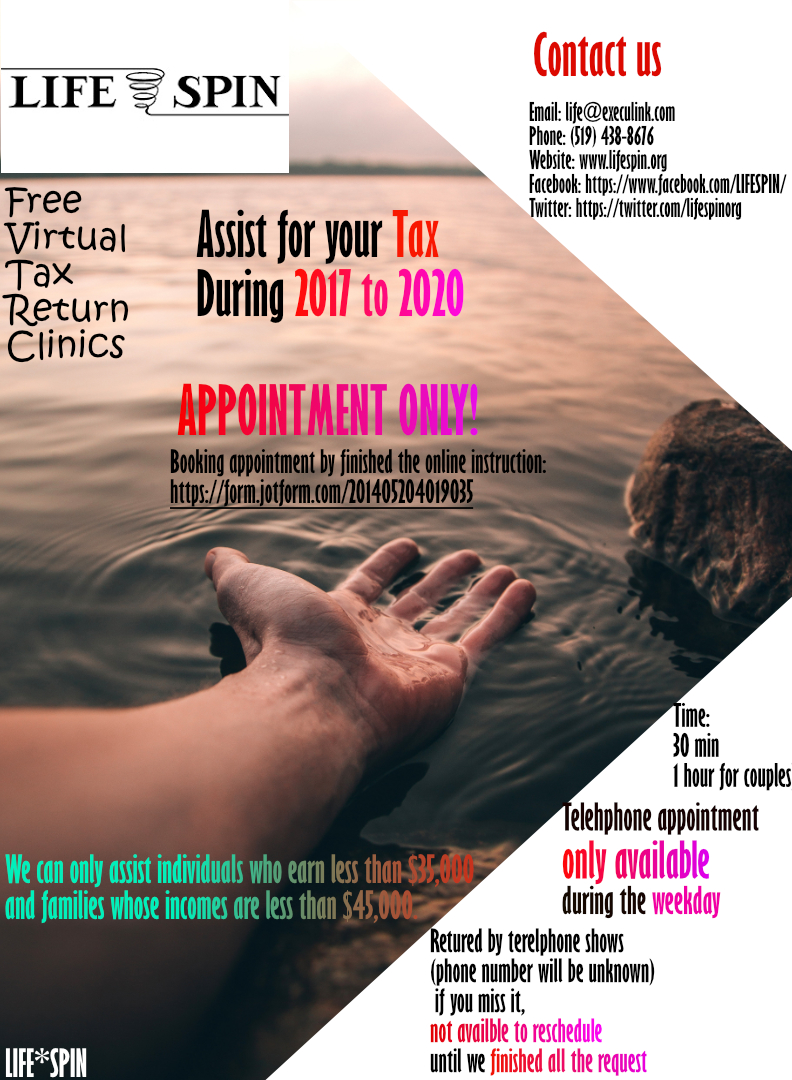 LIFE SPIN
Contact us
Email: life@execulink.com
Phone: (519) 438-8676
Website: www.lifespin.org
Facebook: https://www.facebook.com/LIFESPIN/
Twitter: https://twitter.com/lifespinorg
Free
Virtual
Tax
Return
Clinics
Assist for your Tax
During 2017 to 2020
APPOINTMENT ONLY!
Booking appointment by finished the online instruction:
https://form.jotform.com/201405204019035
Time:
30 min
1 hour for couples
Telehphone appointment
only available
during the weekday
We can only assist individuals who earn less than $35,000
and families whose incomes are less than $45,000
Retured by terelphone shows
(phone number will be unknown)
if you miss it,
not availble to reschedule
until we finished all the request
LIFE*SPIN